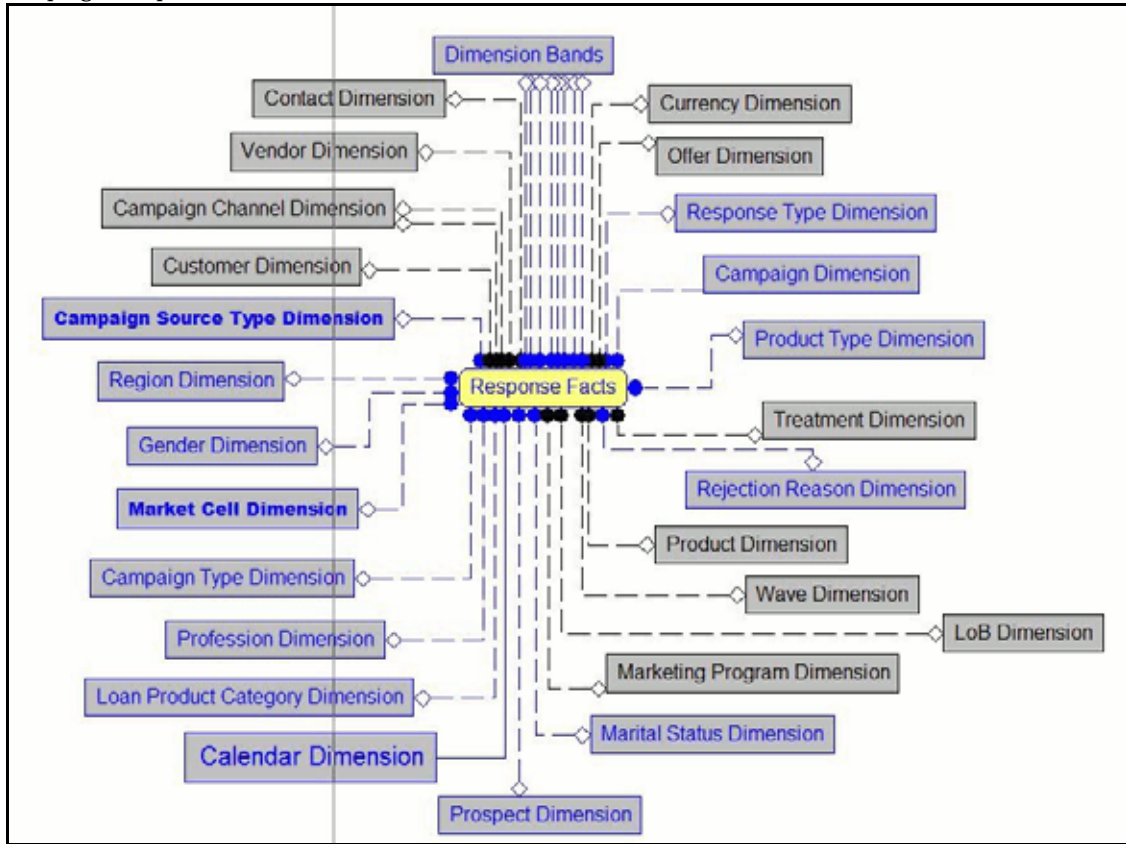 Dimension Bands
Contact Dimension
Currency Dimension
Vendor Dimension
Offer Dimension
Campaign Channel Dimension
Response Type Dimension
Customer Dimension
Campaign Dimension
Campaign Source Type Dimension
Product Type Dimension
Region Dimension
Response Facts
Treatment Dimension
Gender Dimension
Rejection Reason Dimension
Market Cell Dimension
Product Dimension
Campaign Type Dimension
Wave Dimension
Profession Dimension
LoB Dimension
Marketing Program Dimension
Loan Product Category Dimension
Marital Status Dimension
Calendar Dimension
Prospect Dimension